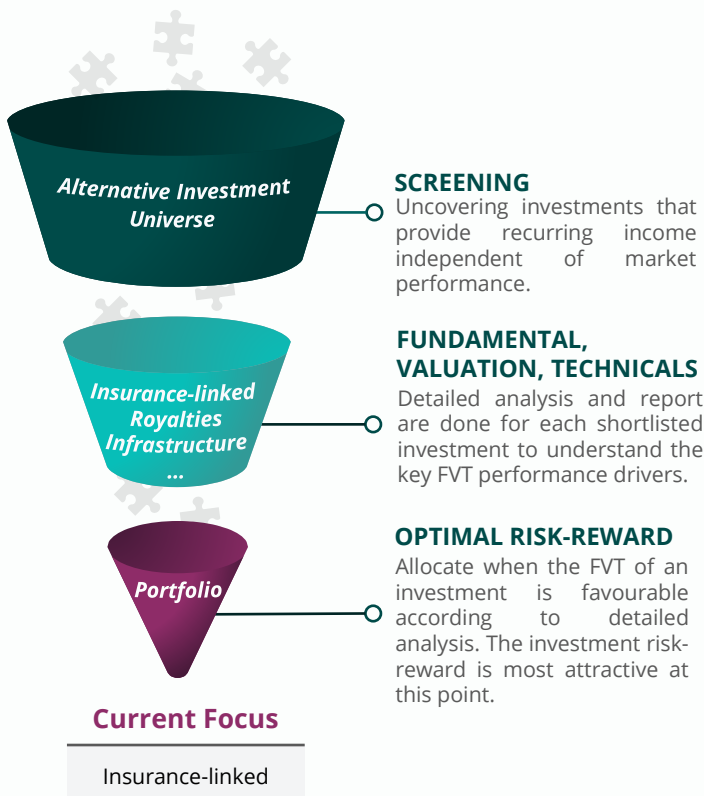 Alternative Investment
Universe
SCREENING
Uncovering investments that
provide recurring income
independent of market
performance.
Insurance-linked
Royalties
Infrastructure
...
FUNDAMENTAL,
VALUATION, TECHNICALS
Detailed analysis and report
are done for each shortlisted
investment to understand the
key FVT performance drivers.
Portfolio
OPTIMAL RISK-REWARD
Allocate when the FVT of an
investment is favourable
according to detailed
analysis. The investment risk-
reward is most attractive at
this point.
Current Focus
Insurance-linked